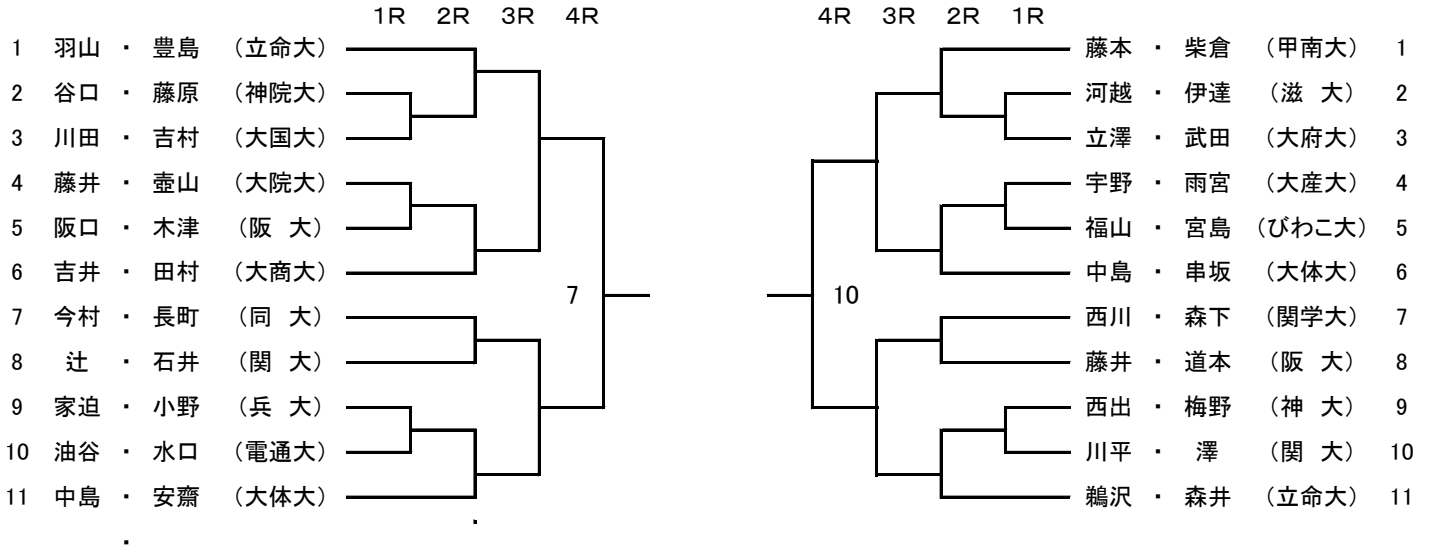 1R 2R 3R 4R 4R 3R 2R 1R
1 羽山 ・ 豊島 （立命大） 藤本 ・ 柴倉 （甲南大） 1
2 谷口 ・ 藤原 （神院大） 河越 ・ 伊達 （滋 大） 2
3 川田 ・ 吉村 （大国大） 立澤 ・ 武田 （大府大） 3
4 藤井 ・ 壷山 （大院大） 宇野 ・ 雨宮 （大産大） 4
5 阪口 ・ 木津 （阪 大） 福山 ・ 宮島 （びわこ大） 5
6 吉井 ・ 田村 （大商大） 中島 ・ 串坂 （大体大） 6
7 10
7 今村 ・ 長町 （同 大） 西川 ・ 森下 （関学大） 7
8 辻 ・ 石井 （関 大） 藤井 ・ 道本 （阪 大） 8
9 家迫 ・ 小野 （兵 大） 西出 ・ 梅野 （神 大） 9
10 油谷 ・ 水口 （電通大） 川平 ・ 澤 （関 大） 10
11 中島 ・ 安齋 （大体大） 鵜沢 ・ 森井 （立命大） 11
・